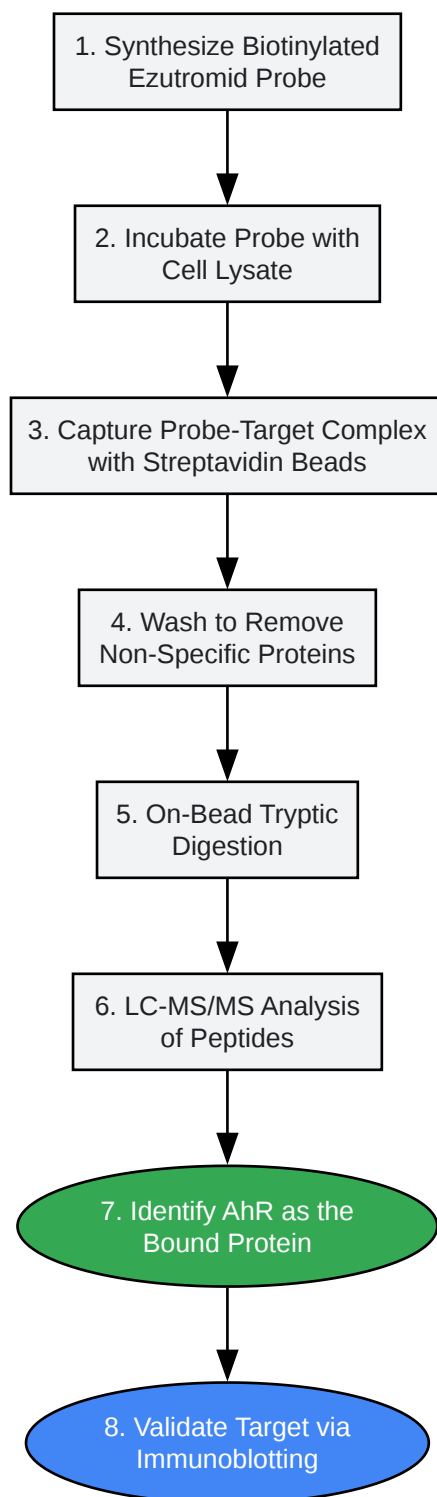 1. Synthesize Biotinylated
Ezutromid Probe
2. Incubate Probe with
Cell Lysate
3. Capture Probe-Target Complex
with Streptavidin Beads
4. Wash to Remove
Non-Specific Proteins
5. On-Bead Tryptic
Digestion
6. LC-MS/MS Analysis
of Peptides
7. Identify AhR as the
Bound Protein
8. Validate Target via
Immunoblotting